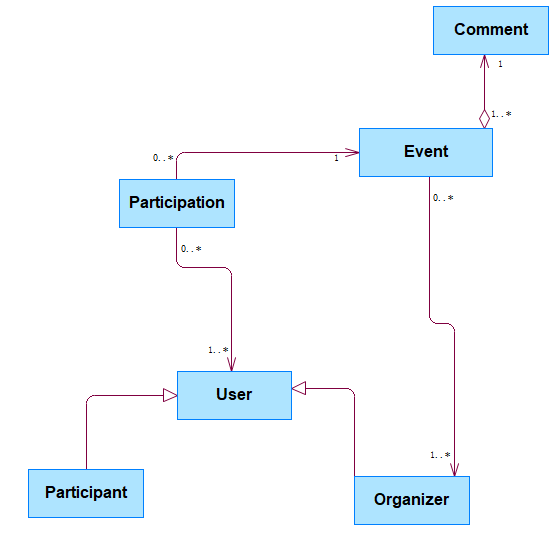 Comment
1
1..*
Event
0..*
1
0..*
Participation
0..*
1..*
User
1..*
Participant
Organizer